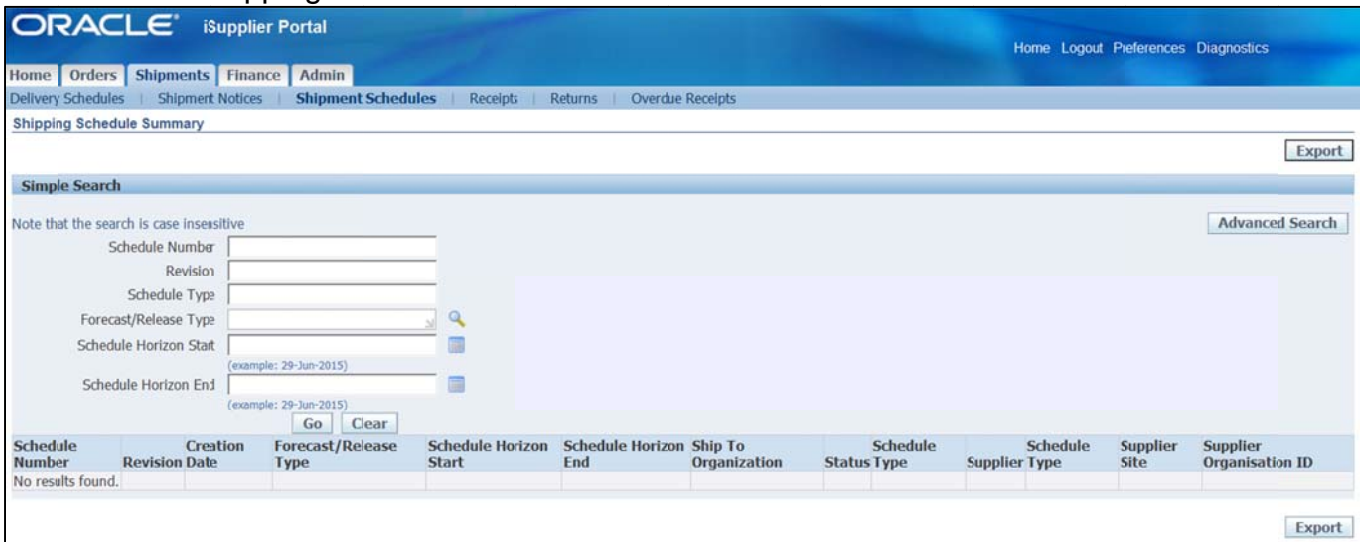 ORACLE® iSupplier Portal
Home Logout Preferences Diagnostics
Home Orders Shipments Finance Admin
Delivery Schedules | Shipment Notices | Shipment Schedules | Receipts | Returns | Overdue Receipts
Shipping Schedule Summary
Export
Simple Search
Note that the search is case insensitive
Advanced Search
Schedule Number
Revision
Schedule Type
Forecast/Release Type
Schedule Horizon Start
(example: 29-Jun-2015)
Schedule Horizon End
(example: 29-Jun-2015)
Go Clear
Schedule Number Revision Creation Date Forecast/Release Type Schedule Horizon Start Schedule Horizon End Ship To Organization Status Schedule Type Supplier Schedule Type Supplier Site Supplier Organisation ID
No results found.
Export